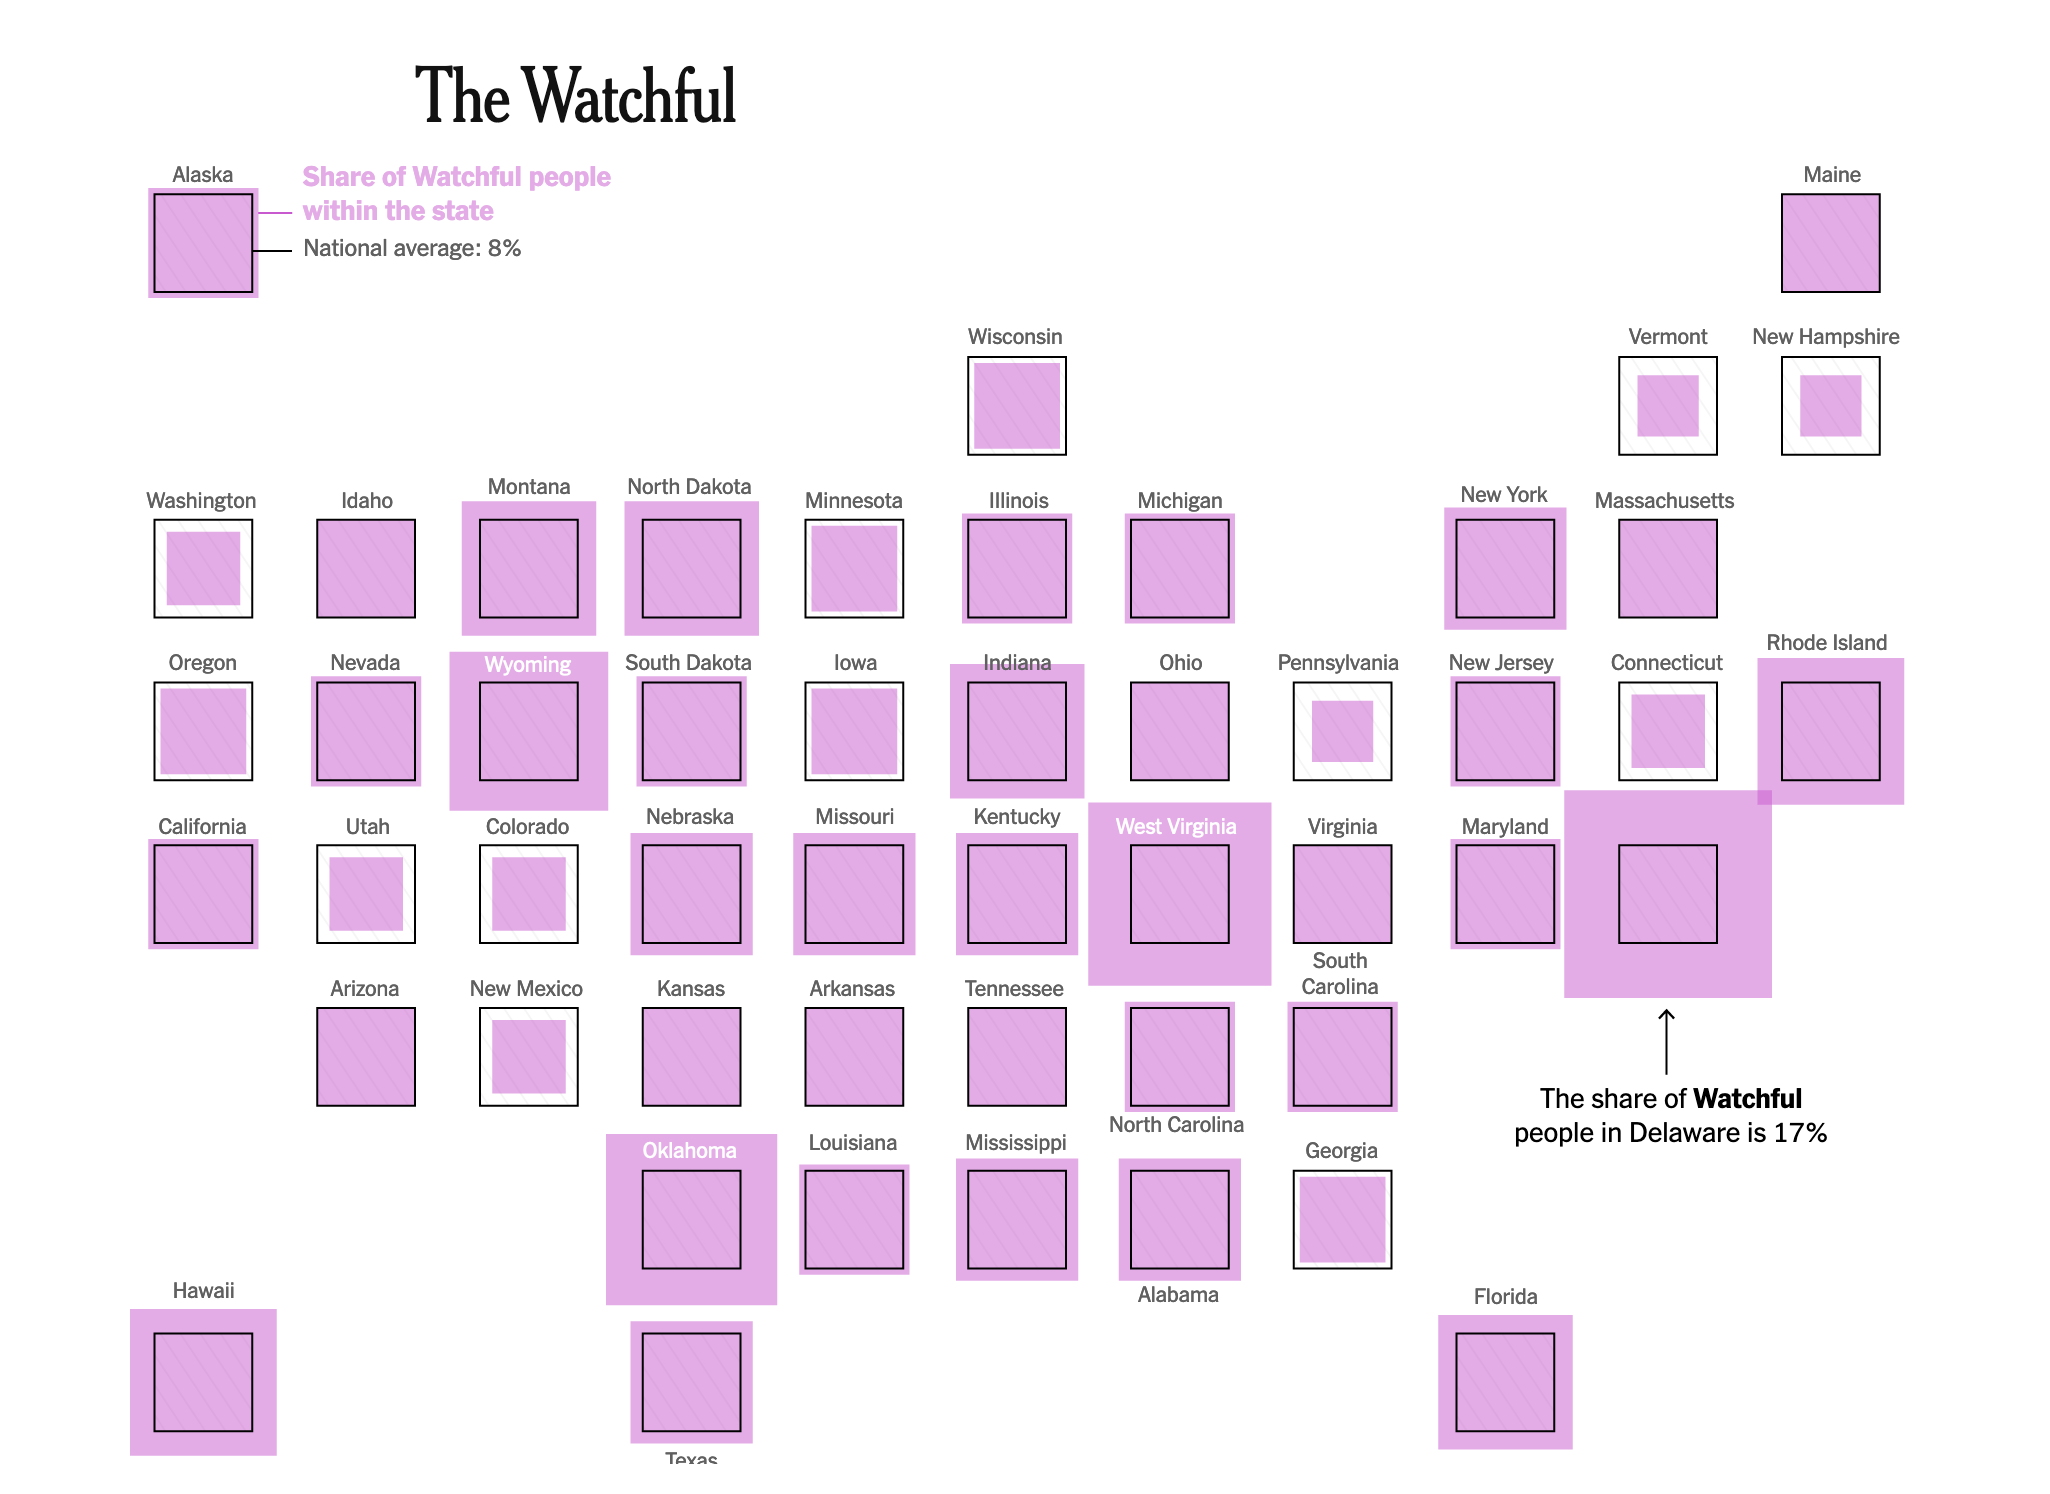 The Watchful
Alaska
Share of Watchful people
within the state
National average: 8%
Maine
Wisconsin
Vermont
New Hampshire
Washington
Idaho
Montana
North Dakota
Minnesota
Illinois
Michigan
New York
Massachusetts
Oregon
Nevada
Wyoming
South Dakota
Iowa
Indiana
Ohio
Pennsylvania
New Jersey
Connecticut
Rhode Island
California
Utah
Colorado
Nebraska
Missouri
Kentucky
West Virginia
Virginia
Maryland
Arizona
New Mexico
Kansas
Arkansas
Tennessee
North Carolina
South
Carolina
The share of Watchful
people in Delaware is 17%
Oklahoma
Louisiana
Mississippi
Alabama
Georgia
Hawaii
Texas
Florida